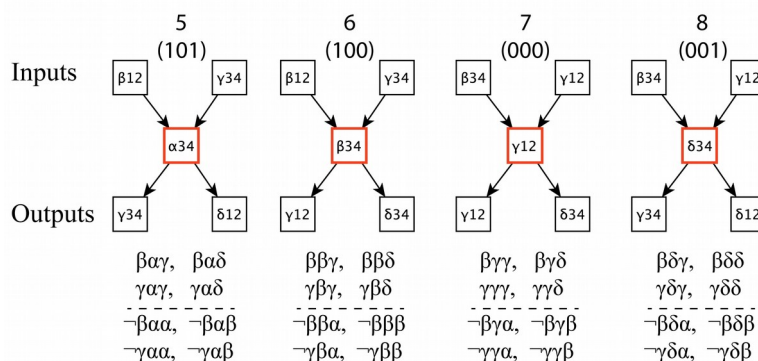 5 6 7 8
(101) (100) (000) (001)
Inputs β12 γ34 β12 γ34 β34 γ12 β34 γ12
α34 β34 γ12 δ34
Outputs γ34 δ12 γ12 δ34 γ12 δ34 γ34 δ12
βαγ, βαδ ββγ, ββδ βγγ, βγδ βδγ, βδδ
γαγ, γαδ γβγ, γβδ γγγ, γγδ γδγ, γδδ
¬βαα, ¬βαβ ¬ββα, ¬βββ ¬βγα, ¬βγβ ¬βδα, ¬βδβ
¬γαα, ¬γαβ ¬γβα, ¬γββ ¬γγα, ¬γγβ ¬γδα, ¬γδβ